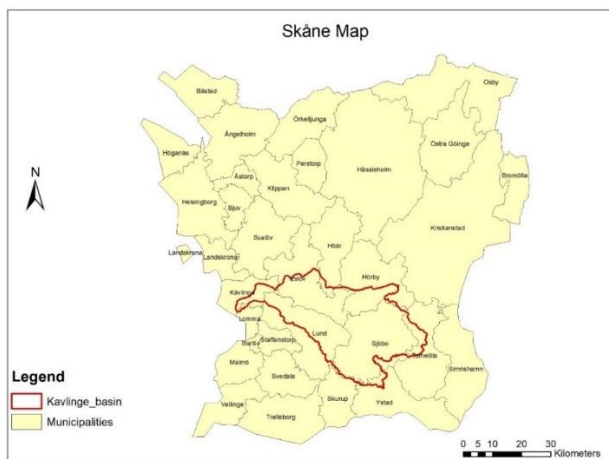 Skåne Map
Båstad
Osby
Örkelljunga
Ängelholm
Östra Göinge
Höganäs
Perstorp
Hässleholm
Bromölla
Åstorp
Klippan
Helsingborg
Bjuv
Kristianstad
Svalöv
Höör
Landskrona
Landskrona
Hörby
Eslöv
Kävlinge
Lomma
Lund
Sjöbo
Staffanstorp
Burlöv
Tomelilla
Malmö
Simrishamn
Svedala
Skurup
Ystad
Vellinge
Trelleborg
N
Legend
Kavlinge_basin
Municipalities
0 5 10 20 30
Kilometers